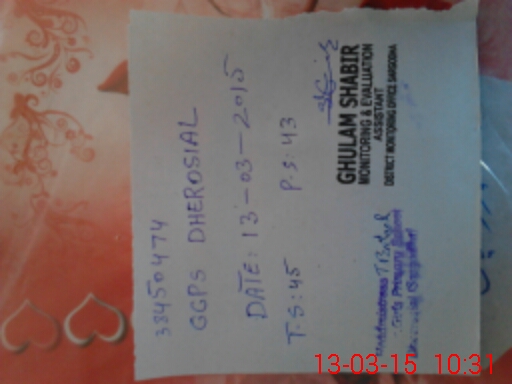 38450474
GGPS DHEROSIAL
DATE: 13-03-2015
T.S: 45 P.S: 43
GHULAM SHABIR
MONITORING & EVALUATION
ASSISTANT
DISTRICT MONITORING OFFICE SARGODHA
13-03-15 10:31